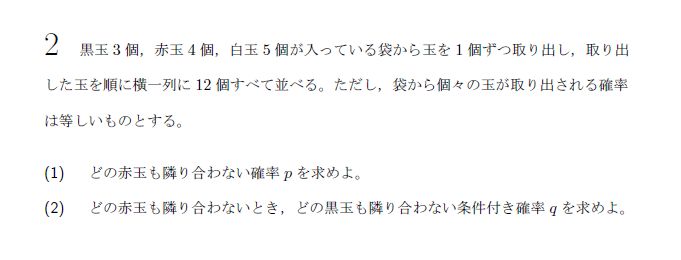 2 黒玉 3 個，赤玉 4 個，白玉 5 個が入っている袋から玉を 1 個ずつ取り出し，取り出
した玉を順に横一列に 12 個すべて並べる。ただし，袋から個々の玉が取り出される確率
は等しいものとする。
(1) どの赤玉も隣り合わない確率 p を求めよ。
(2) どの赤玉も隣り合わないとき，どの黒玉も隣り合わない条件付き確率 q を求めよ。